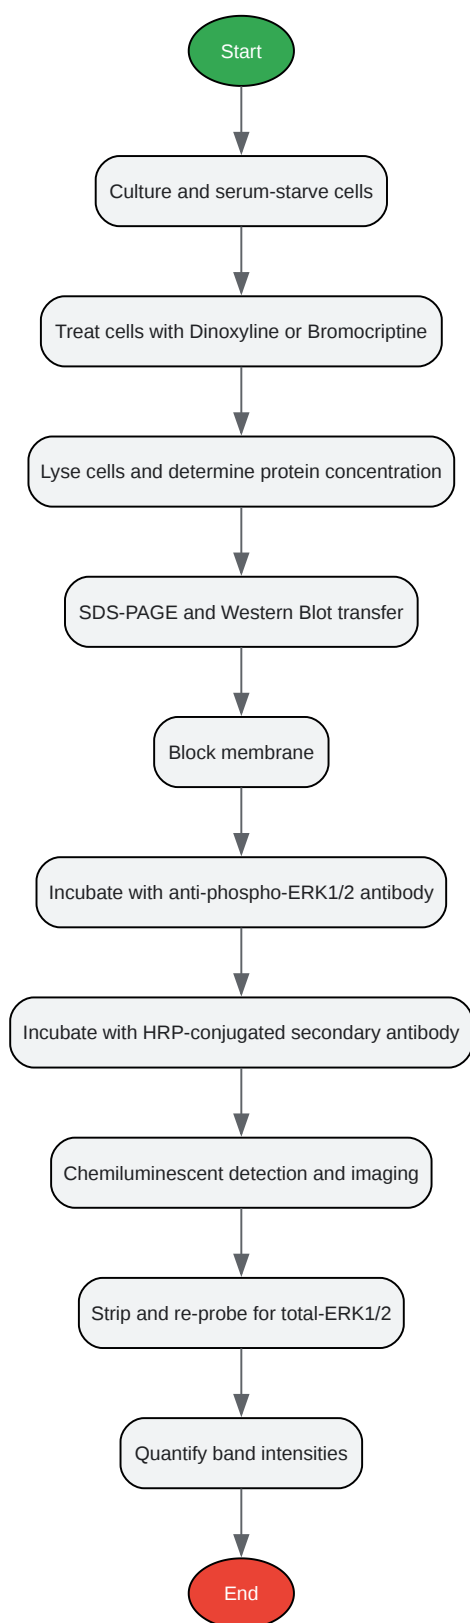 Start
Culture and serum-starve cells
Treat cells with Dinoxyline or Bromocriptine
Lyse cells and determine protein concentration
SDS-PAGE and Western Blot transfer
Block membrane
Incubate with anti-phospho-ERK1/2 antibody
Incubate with HRP-conjugated secondary antibody
Chemiluminescent detection and imaging
Strip and re-probe for total-ERK1/2
Quantify band intensities
End